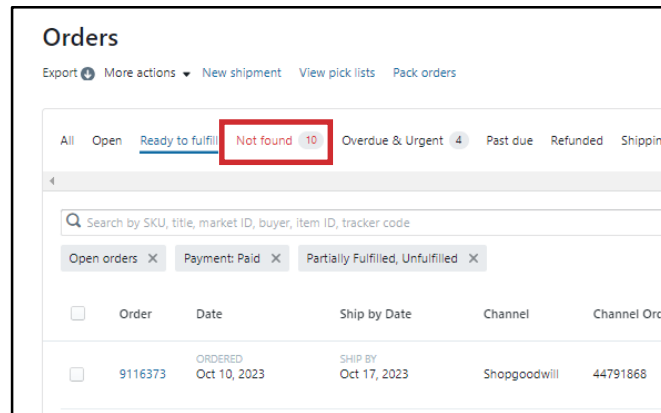 Orders
Export More actions New shipment View pick lists Pack orders
All Open Ready to fulfill Not found 10 Overdue & Urgent 4 Past due Refunded
Search by SKU, title, market ID, buyer, item ID, tracker code
Open orders X Payment: Paid X Partially Fulfilled, Unfulfilled X
Order Date Ship by Date Channel Channel
ORDERED SHIP BY
9116373 Oct 10, 2023 Oct 17, 2023 Shopgoodwill 44791868